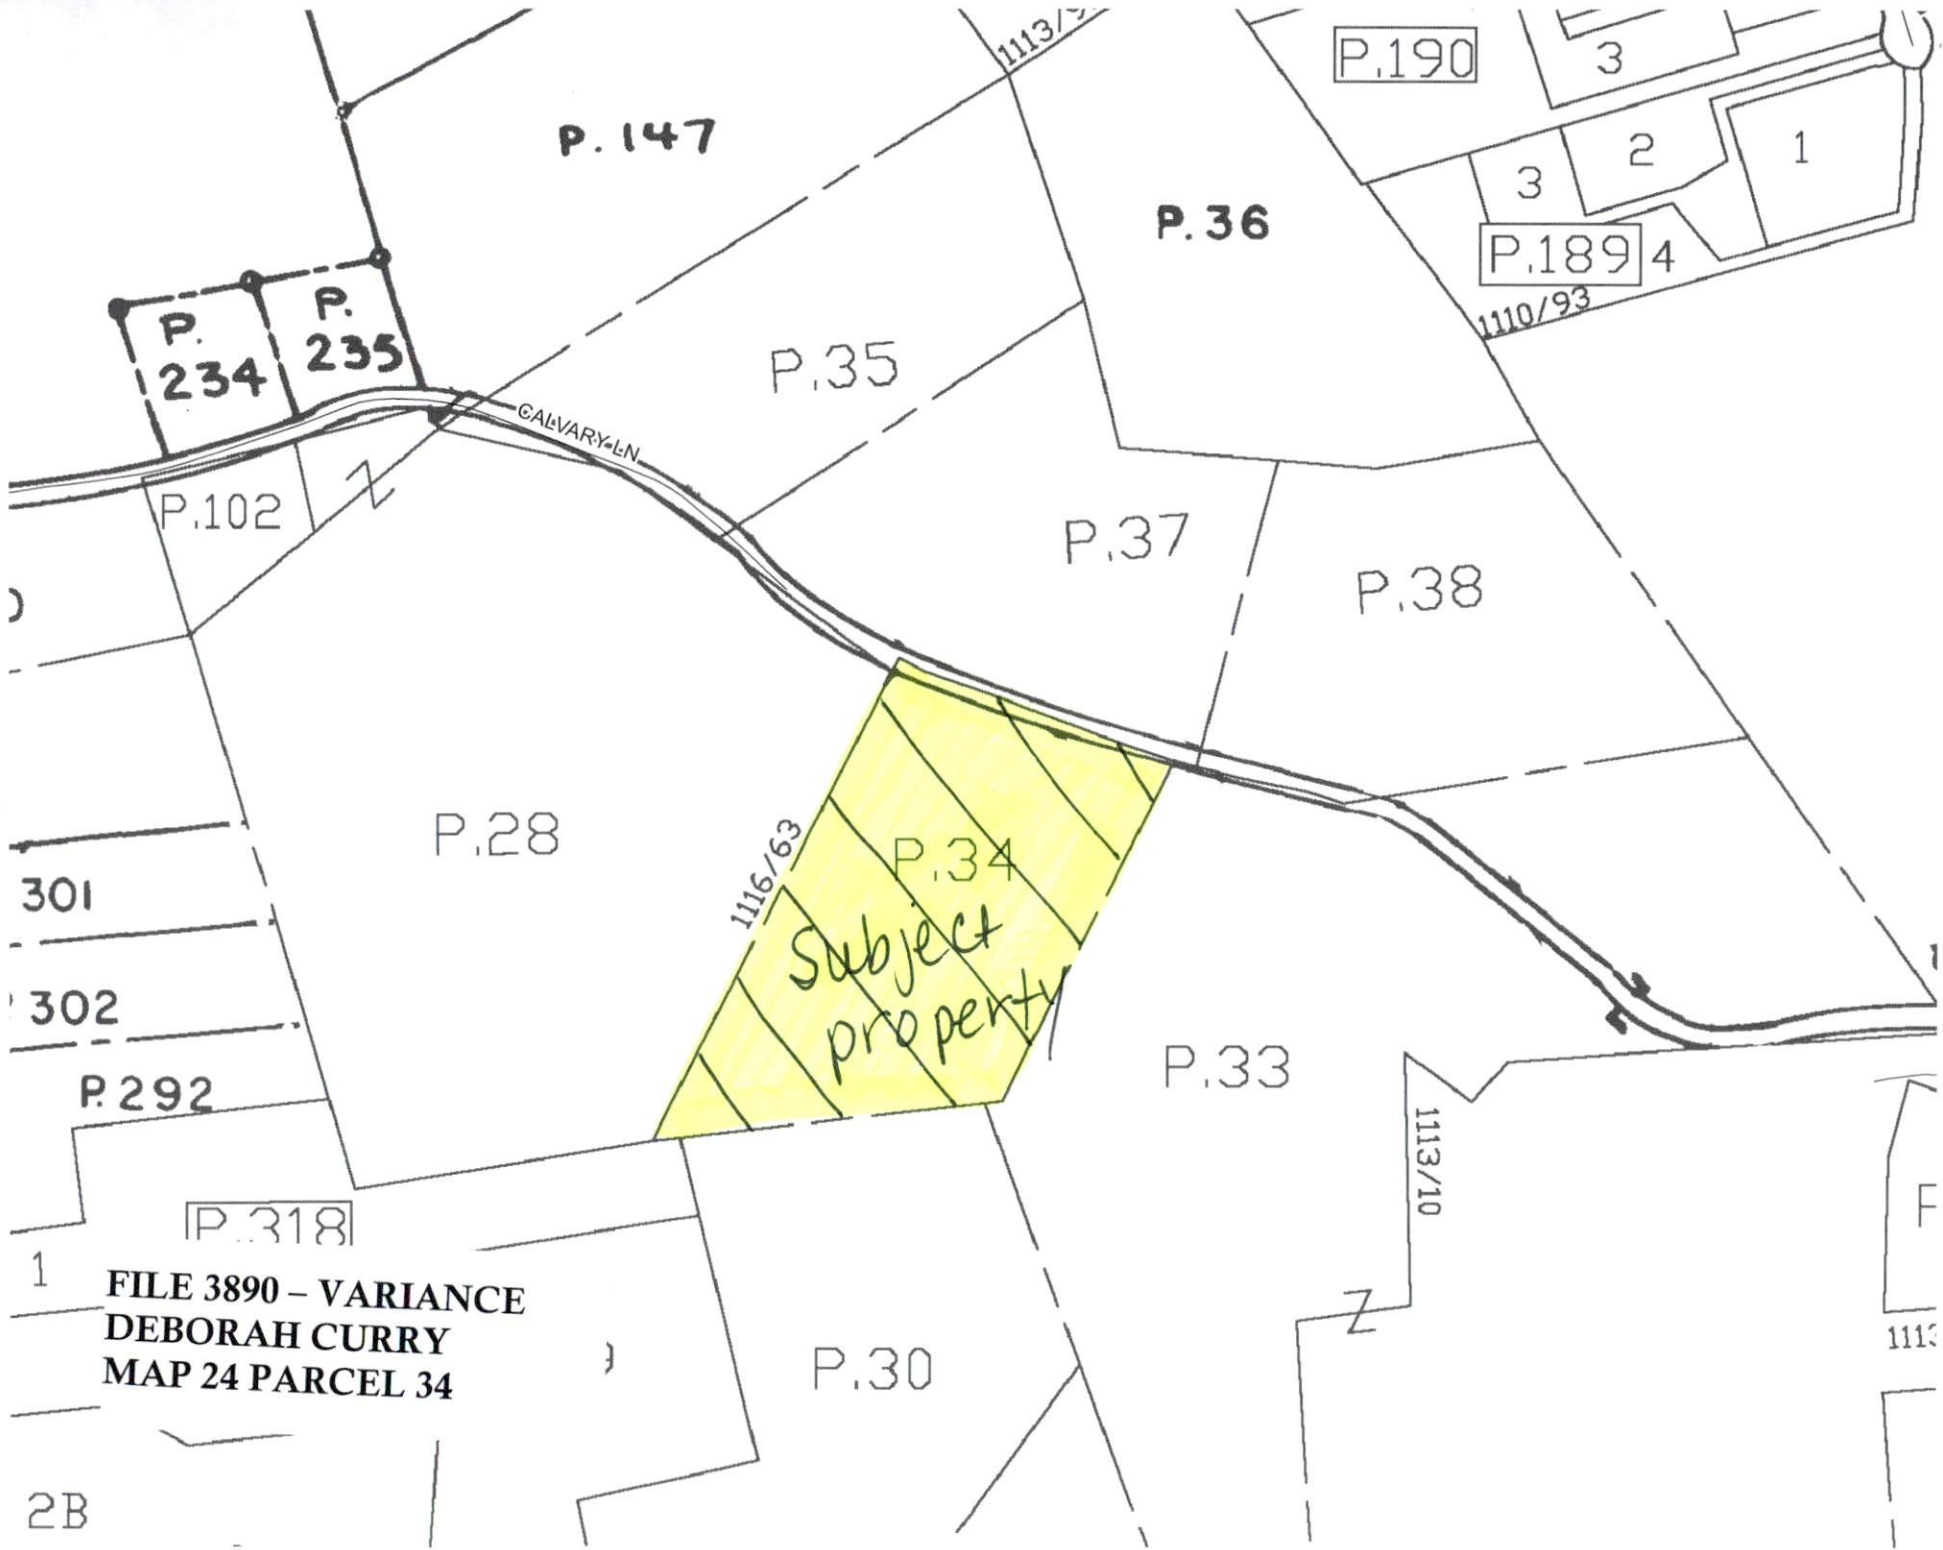 1113/9
P.190
3
P. 147
2
1
3
P. 36
P.189
4
1110/93
P.
234
P.
235
P.35
CALVARY LN
P.102
P.37
P.38
P.28
P.34
1116/63
301
Subject
property
302
P.33
P.292
1113/10
P.318
1
FILE 3890 – VARIANCE
DEBORAH CURRY
MAP 24 PARCEL 34
P.30
1113
2B